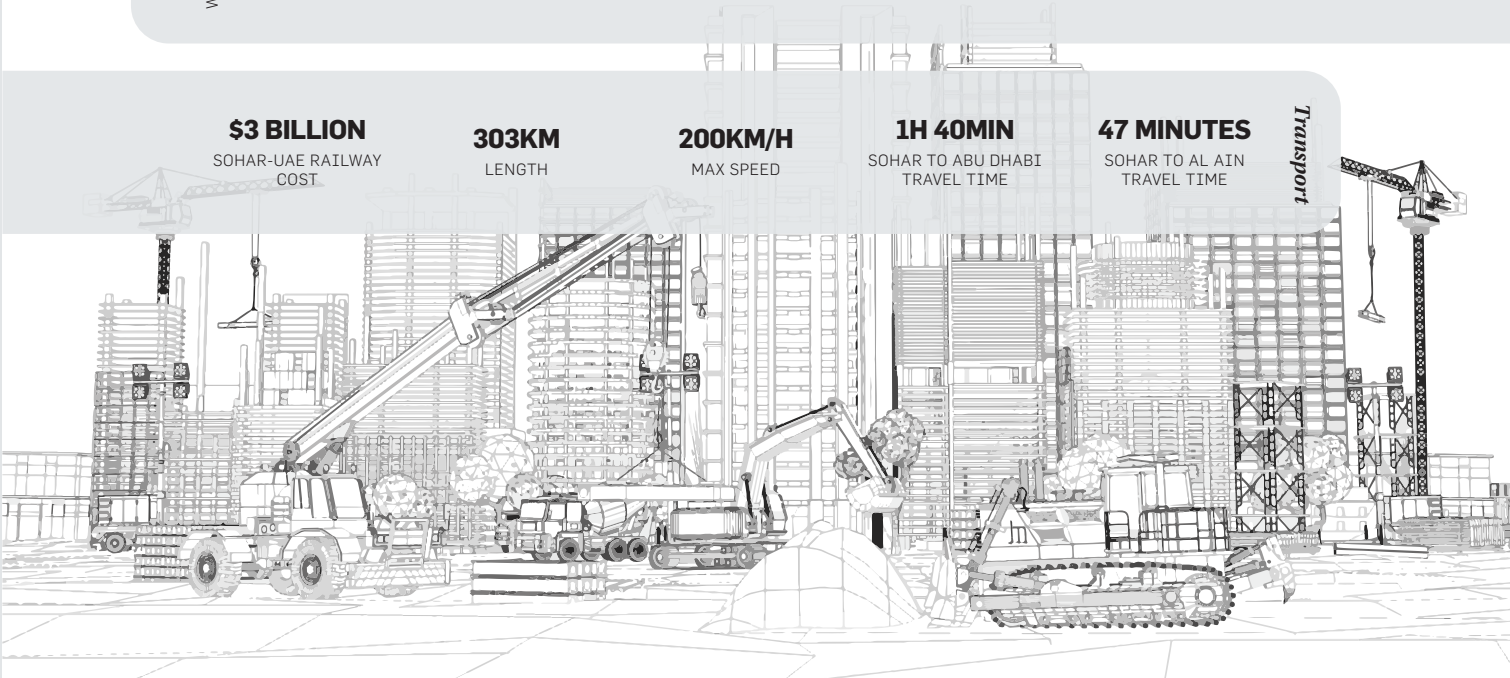 $3 BILLION
SOHAR-UAE RAILWAY
COST
303KM
LENGTH
200KM/H
MAX SPEED
1H 40MIN
SOHAR TO ABU DHABI
TRAVEL TIME
47 MINUTES
SOHAR TO AL AIN
TRAVEL TIME
Transport